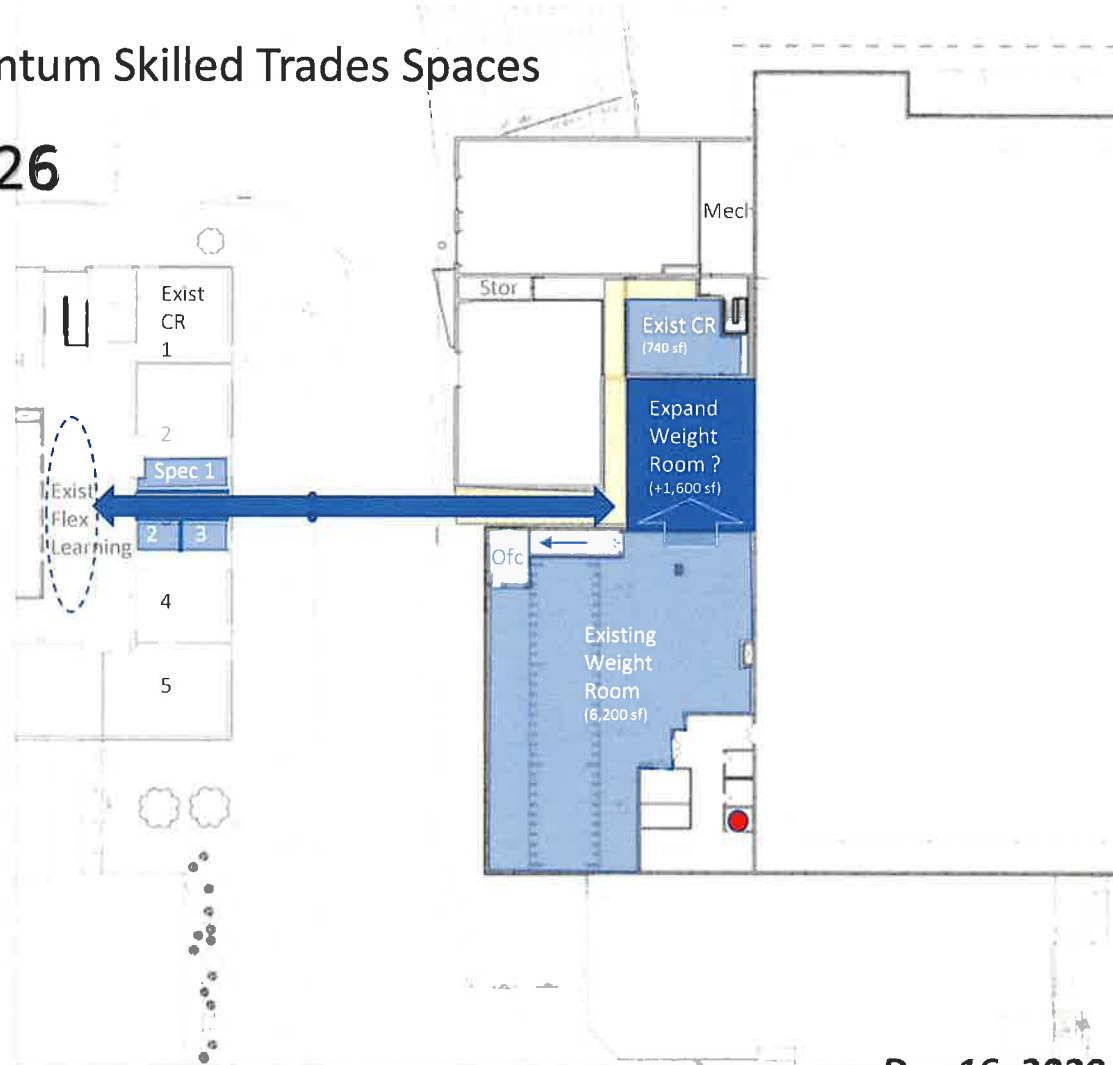 ntum Skilled Trades Spaces
26
Mech
Stor
Exist
CR
1
Exist CR
(740 sf)
2
Expand
Weight
Room ?
(+1,600 sf)
Spec 1
Exist
Flex
Learning
2
3
Ofc
4
Existing
Weight
Room
(6,200 sf)
5